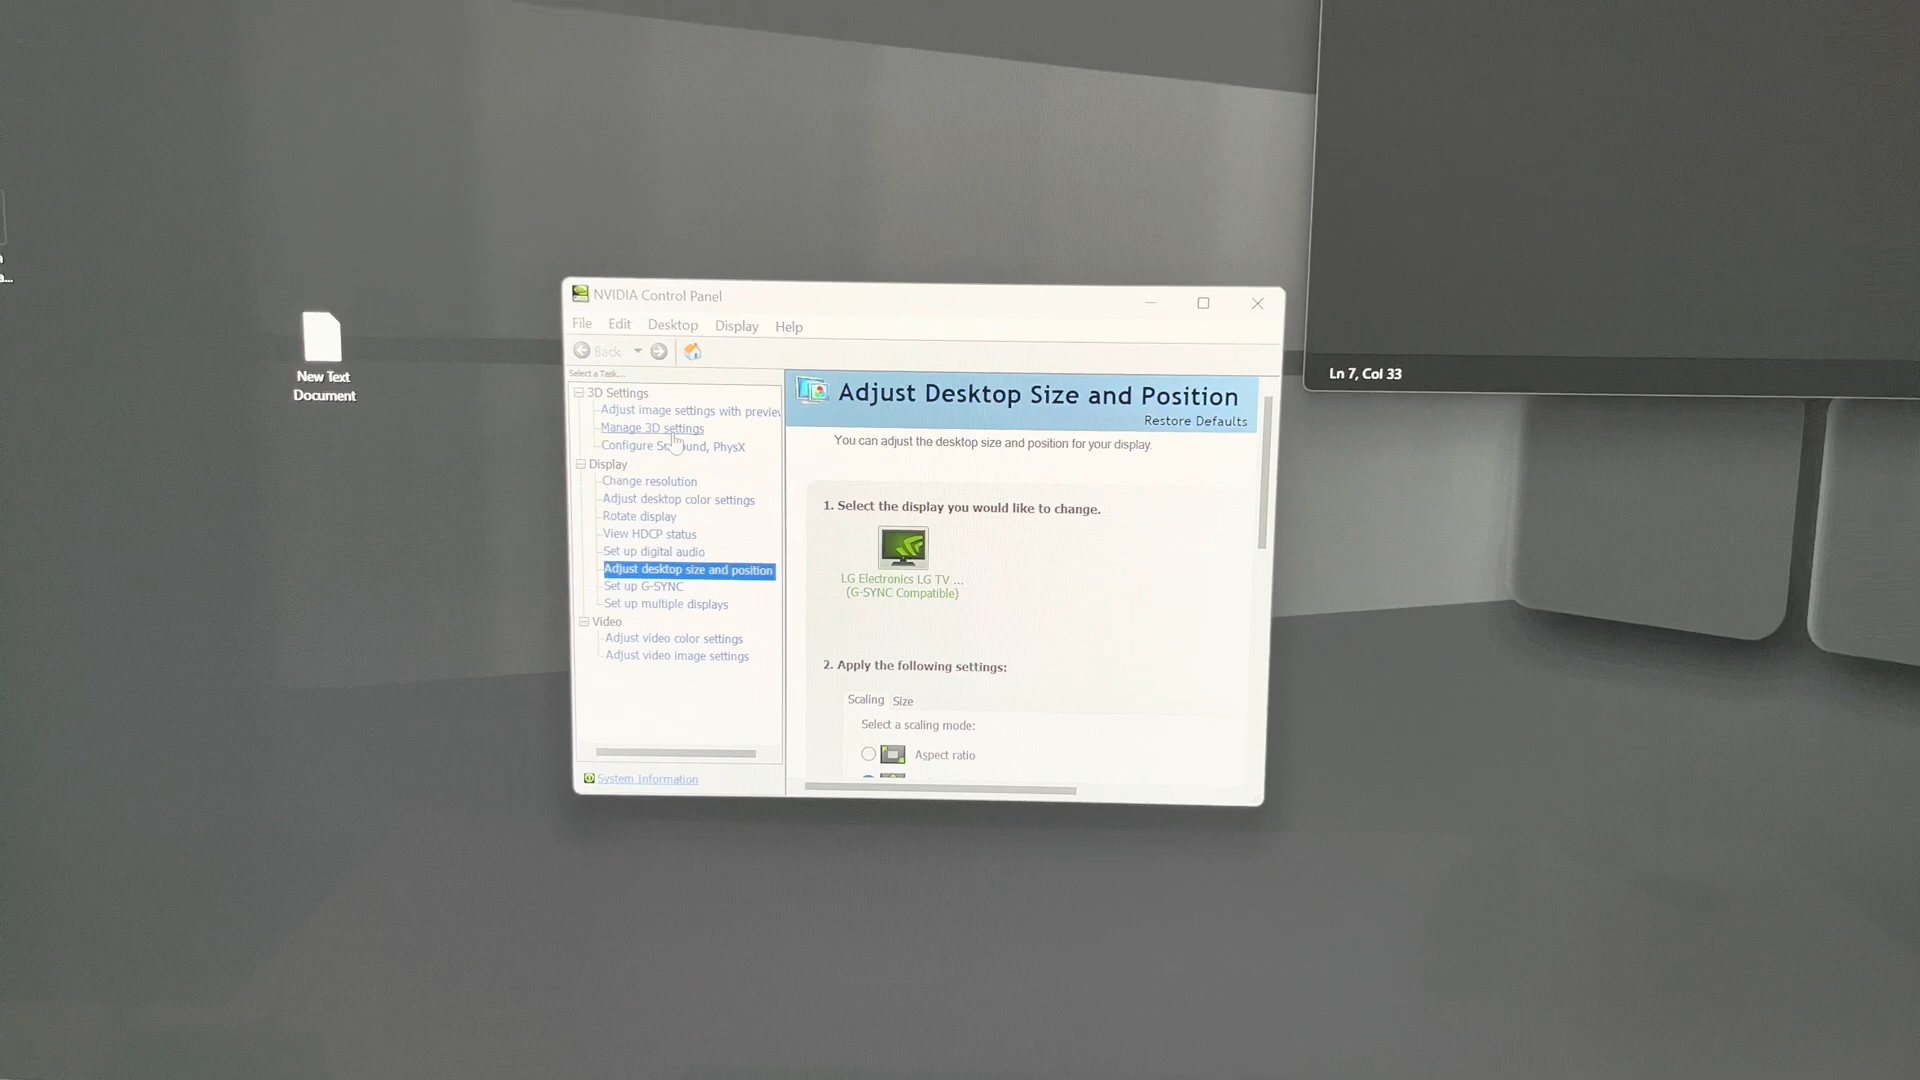 a...
New Text
Document
NVIDIA Control Panel
File Edit Desktop Display Help
Back
Select a Task...
3D Settings
Adjust image settings with preview
Manage 3D settings
Configure Surround, PhysX
Display
Change resolution
Adjust desktop color settings
Rotate display
View HDCP status
Set up digital audio
Adjust desktop size and position
Set up G-SYNC
Set up multiple displays
Video
Adjust video color settings
Adjust video image settings
System Information
Adjust Desktop Size and Position
Restore Defaults
You can adjust the desktop size and position for your display.
1. Select the display you would like to change.
LG Electronics LG TV ...
(G-SYNC Compatible)
2. Apply the following settings:
Scaling Size
Select a scaling mode:
Aspect ratio
Ln 7, Col 33